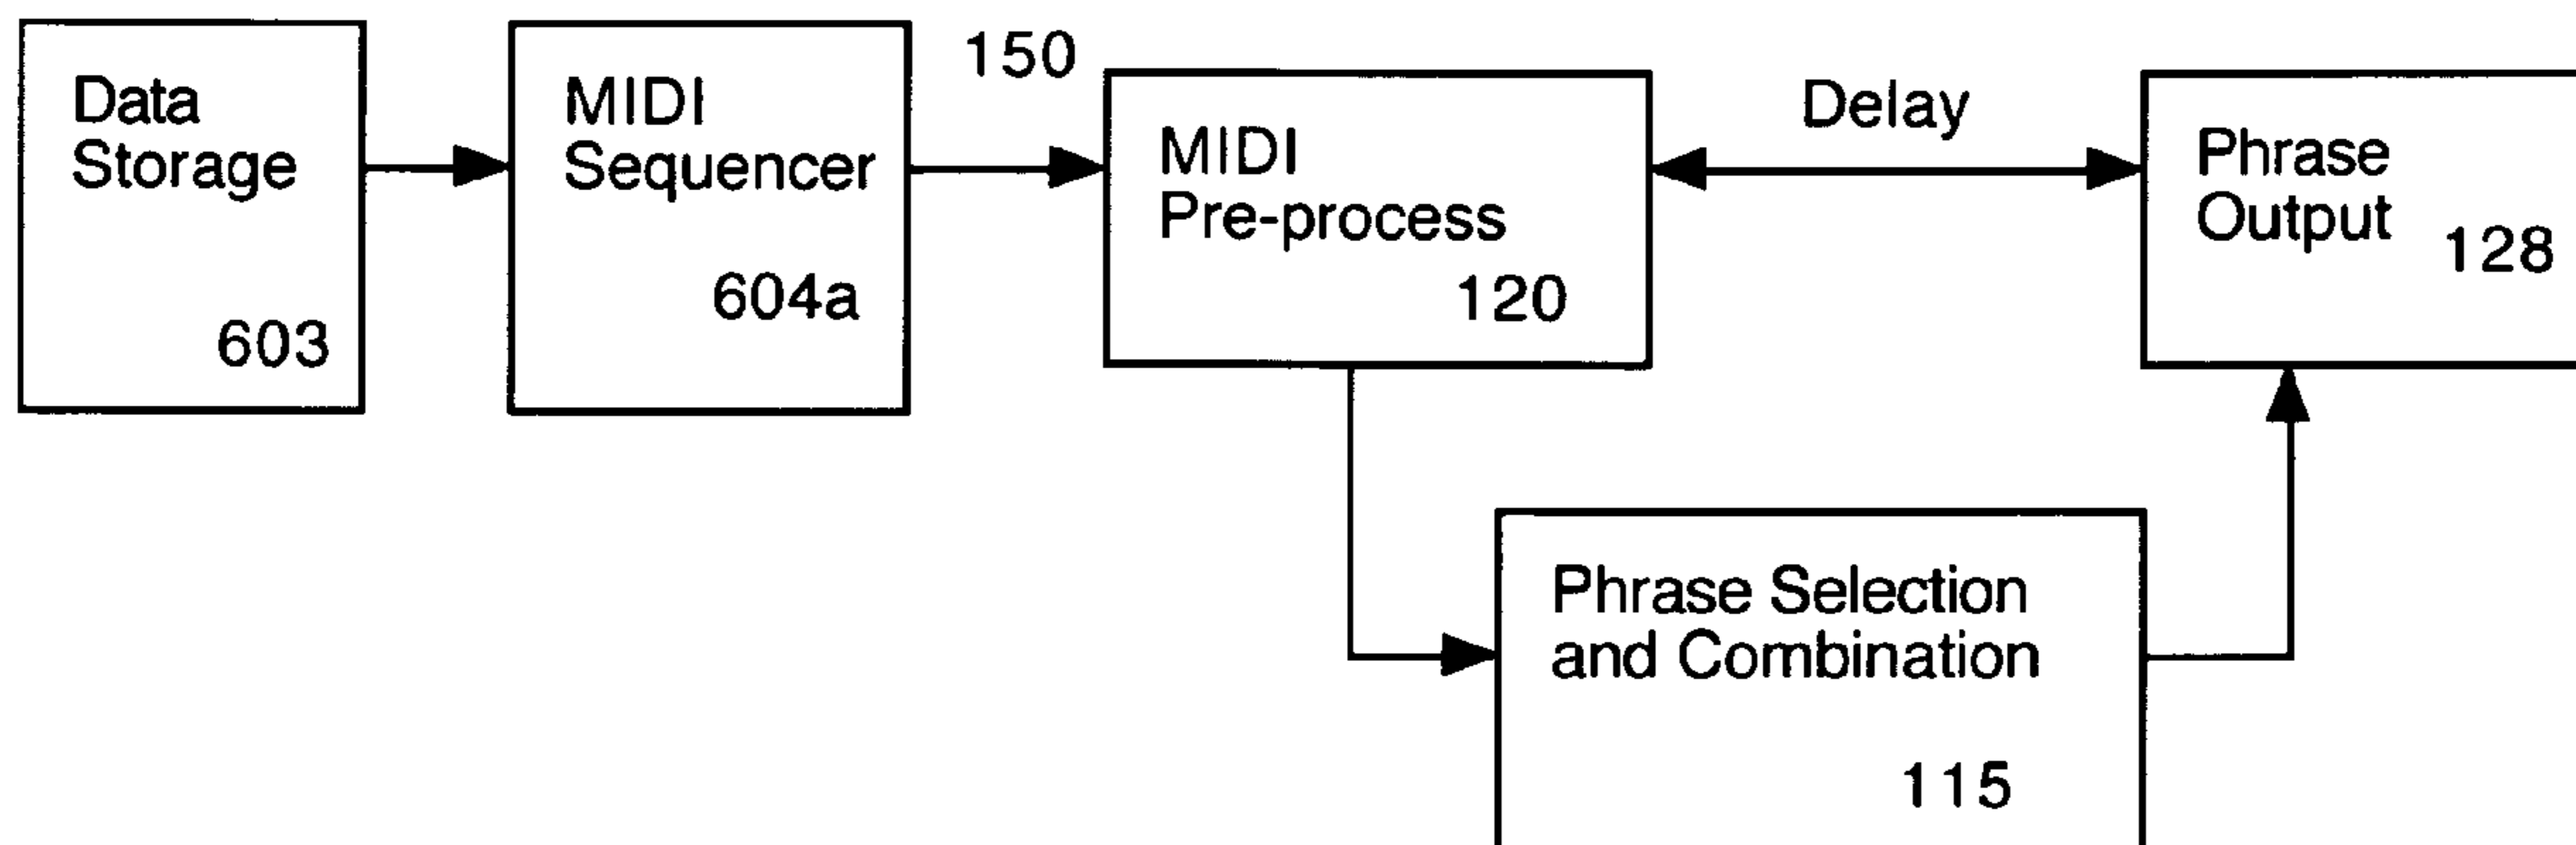 Data
Storage
603
MIDI
Sequencer
604a
150
MIDI
Pre-process
120
Delay
Phrase
Output
128
Phrase Selection
and Combination
115